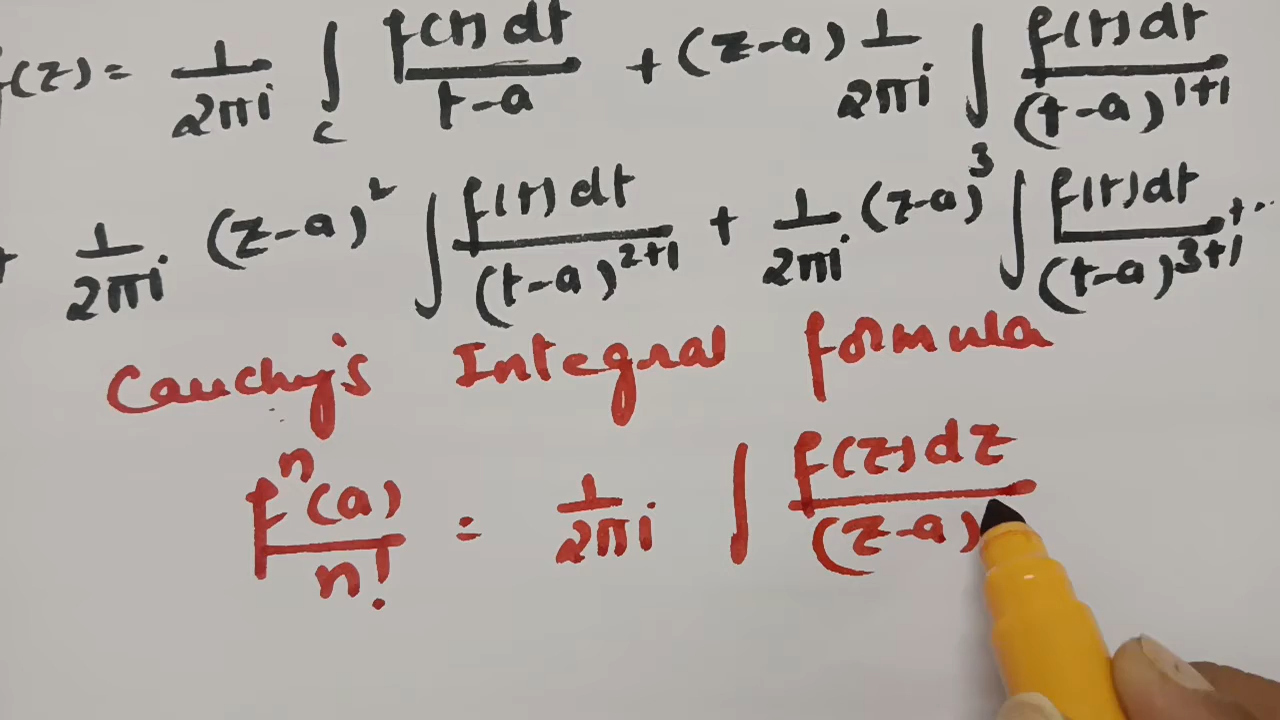 f(z) = 1/2πi ∫_c f(t) dt / t-a + (z-a) 1/2πi ∫ f(t) dt / (t-a)^1+1
+ 1/2πi (z-a)^2 ∫ f(t) dt / (t-a)^2+1 + 1/2πi (z-a)^3 ∫ f(t) dt / (t-a)^3+1 + ..
Cauchy's Integral formula
f^n(a) / n! = 1/2πi ∫ f(z) dz / (z-a)